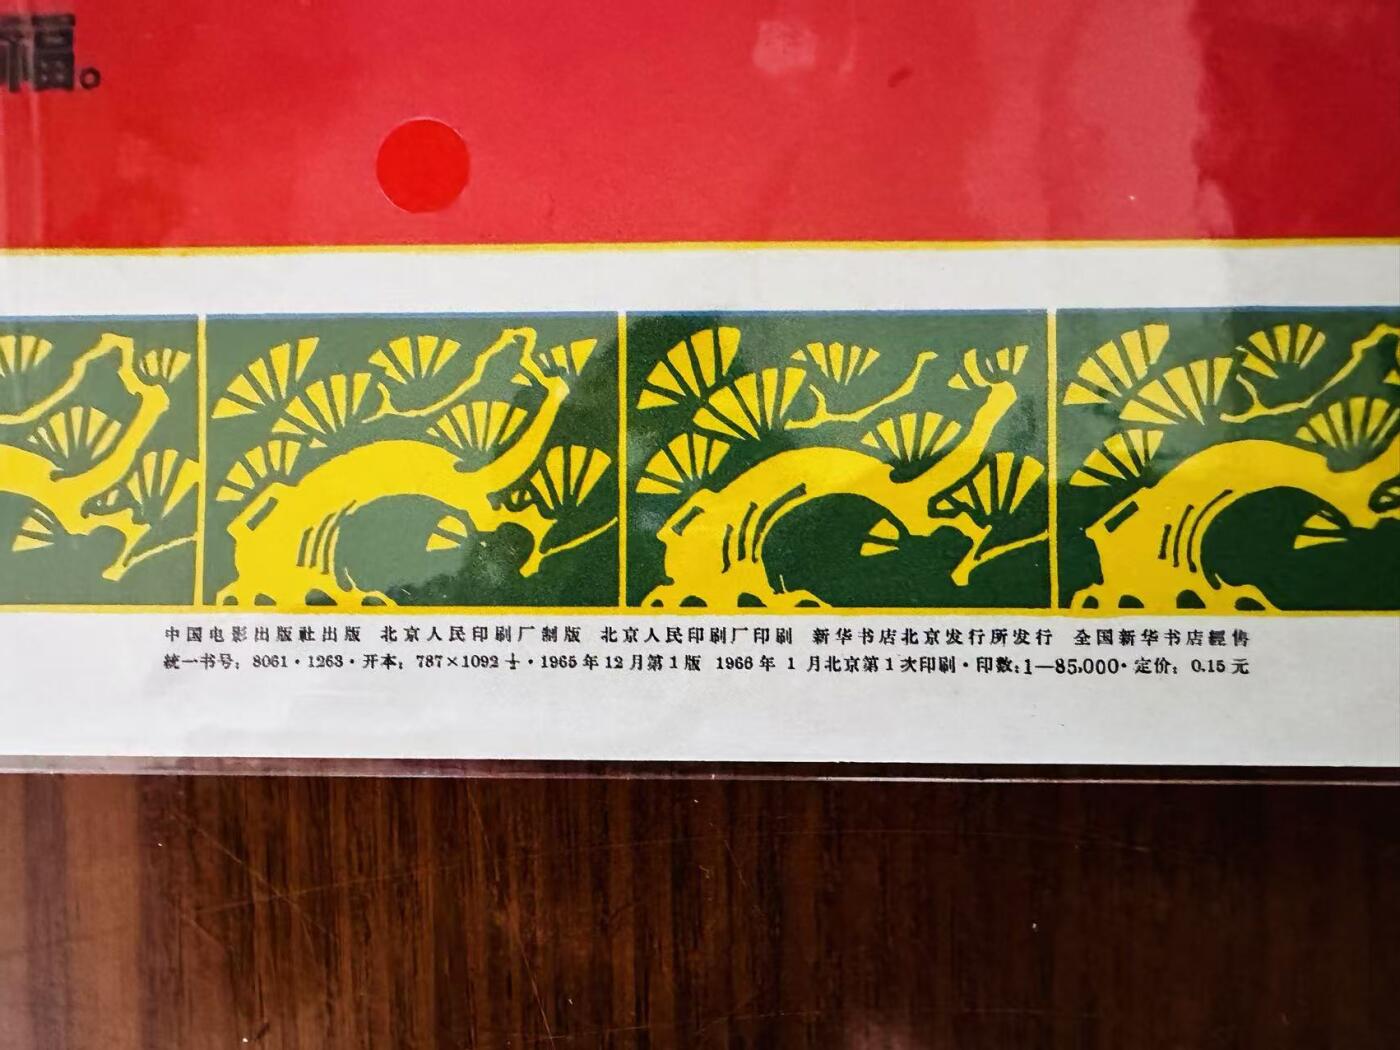 福。
中国电影出版社出版 北京人民印刷厂制版 北京人民印刷厂印刷 新华书店北京发行所发行 全国新华书店經售
統一书号：8061·1263·开本：787×1092 ½·1965年12月第1版 1966年 1 月北京第1次印刷·印数：1—85,000·定价：0.15元